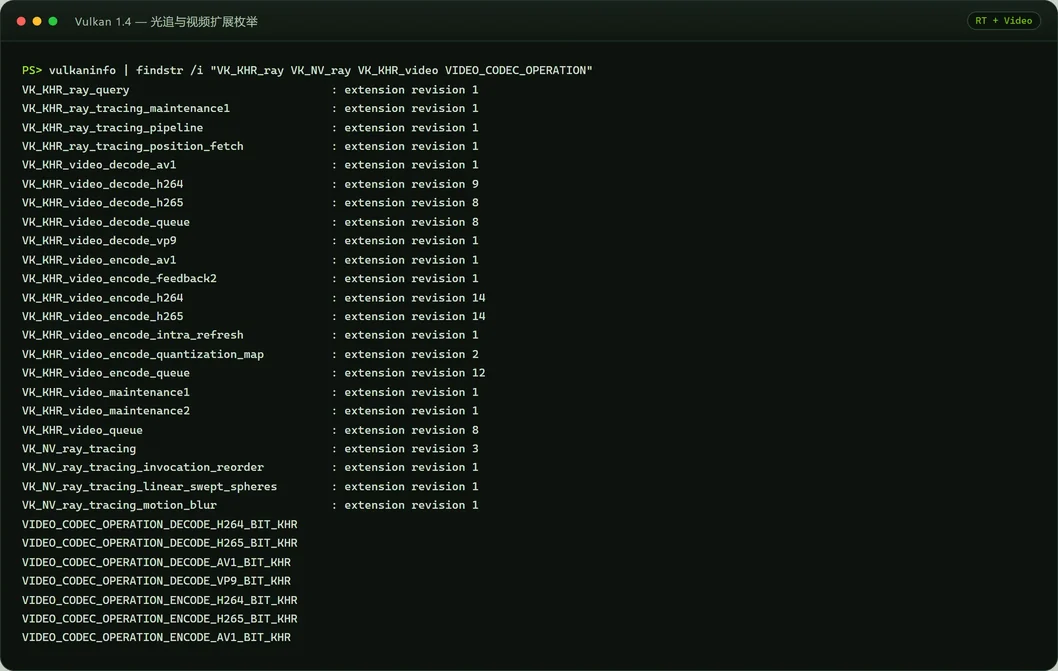 Vulkan 1.4 — 光追与视频扩展枚举
RT + Video
PS> vulkaninfo | findstr /i "VK_KHR_ray VK_NV_ray VK_KHR_video VIDEO_CODEC_OPERATION"
VK_KHR_ray_query : extension revision 1
VK_KHR_ray_tracing_maintenance1 : extension revision 1
VK_KHR_ray_tracing_pipeline : extension revision 1
VK_KHR_ray_tracing_position_fetch : extension revision 1
VK_KHR_video_decode_av1 : extension revision 1
VK_KHR_video_decode_h264 : extension revision 9
VK_KHR_video_decode_h265 : extension revision 8
VK_KHR_video_decode_queue : extension revision 8
VK_KHR_video_decode_vp9 : extension revision 1
VK_KHR_video_encode_av1 : extension revision 1
VK_KHR_video_encode_feedback2 : extension revision 1
VK_KHR_video_encode_h264 : extension revision 14
VK_KHR_video_encode_h265 : extension revision 14
VK_KHR_video_encode_intra_refresh : extension revision 1
VK_KHR_video_encode_quantization_map : extension revision 2
VK_KHR_video_encode_queue : extension revision 12
VK_KHR_video_maintenance1 : extension revision 1
VK_KHR_video_maintenance2 : extension revision 1
VK_KHR_video_queue : extension revision 8
VK_NV_ray_tracing : extension revision 3
VK_NV_ray_tracing_invocation_reorder : extension revision 1
VK_NV_ray_tracing_linear_swept_spheres : extension revision 1
VK_NV_ray_tracing_motion_blur : extension revision 1
VIDEO_CODEC_OPERATION_DECODE_H264_BIT_KHR
VIDEO_CODEC_OPERATION_DECODE_H265_BIT_KHR
VIDEO_CODEC_OPERATION_DECODE_AV1_BIT_KHR
VIDEO_CODEC_OPERATION_DECODE_VP9_BIT_KHR
VIDEO_CODEC_OPERATION_ENCODE_H264_BIT_KHR
VIDEO_CODEC_OPERATION_ENCODE_H265_BIT_KHR
VIDEO_CODEC_OPERATION_ENCODE_AV1_BIT_KHR